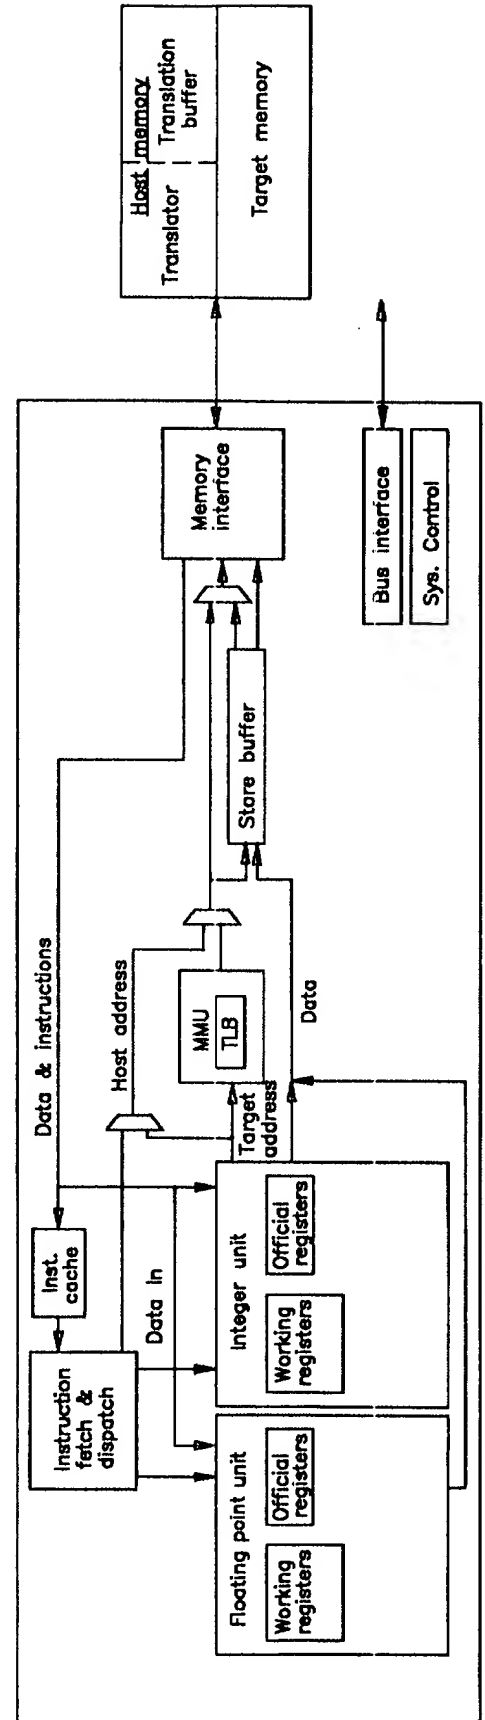 Instruction
fetch &
dispatch
Inst.
cache
Data & instructions
Host address
Data In
Floating point unit
Working
registers
Official
registers
Integer unit
Working
registers
Official
registers
Target
address
MMU
TLB
Data
Store buffer
Memory
interface
Bus interface
Sys. Control
Host memory
Translator
Translation
buffer
Target memory